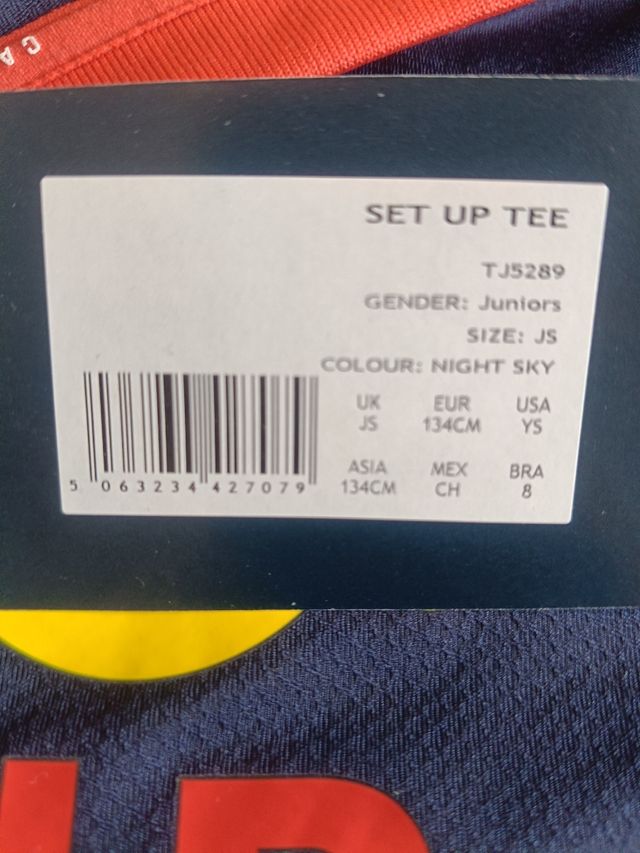 CA
SET UP TEE
TJ5289
GENDER: Juniors
SIZE: JS
COLOUR: NIGHT SKY
UK EUR USA
JS 134CM YS
ASIA MEX BRA
134CM CH 8
5 063234 427079